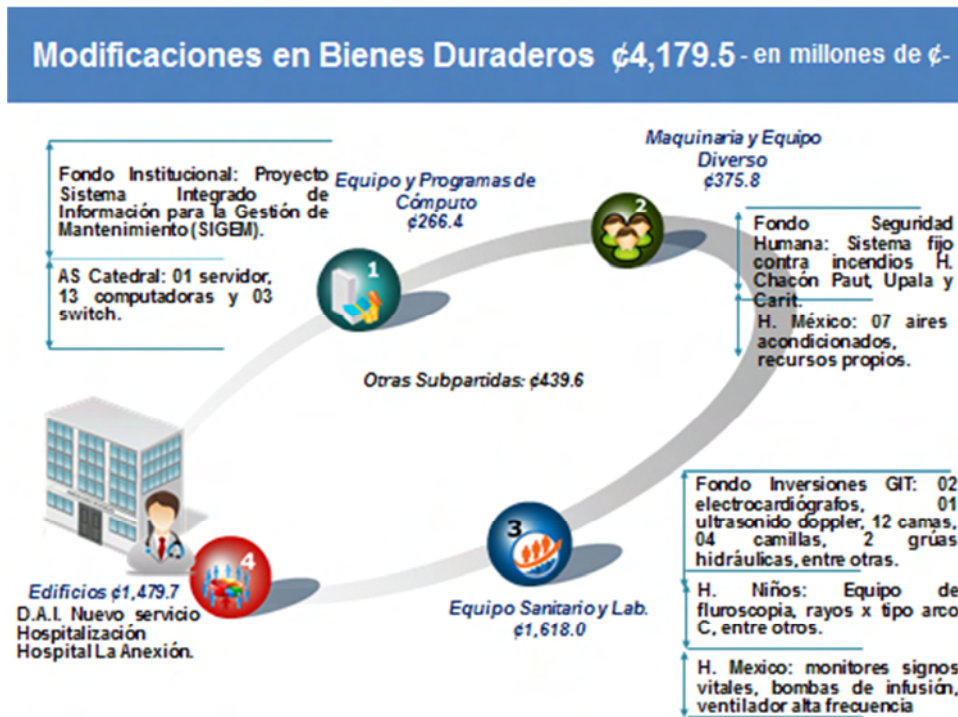 Modificaciones en Bienes Duraderos ₡4,179.5 - en millones de ₡-
Fondo Institucional: Proyecto
Sistema Integrado de
Información para la Gestión de
Mantenimiento (SIGEM).
AS Catedral: 01 servidor,
13 computadoras y 03
switch.
Equipo y Programas de
Cómputo
₡266.4
1
Maquinaria y Equipo
Diverso
₡375.8
2
Fondo Seguridad
Humana: Sistema fijo
contra incendios H.
Chacón Paut, Upala y
Carit.
H. México: 07 aires
acondicionados,
recursos propios.
Otras Subpartidas: ₡439.6
3
Equipo Sanitario y Lab.
₡1,618.0
Fondo Inversiones GIT: 02
electrocardiógrafos, 01
ultrasonido doppler, 12 camas,
04 camillas, 2 grúas
hidráulicas, entre otras.
H. Niños: Equipo de
fluroscopia, rayos x tipo arco
C, entre otros.
H. Mexico: monitores signos
vitales, bombas de infusión,
ventilador alta frecuencia
4
Edificios ₡1,479.7
D.A.I. Nuevo servicio
Hospitalización
Hospital La Anexión.